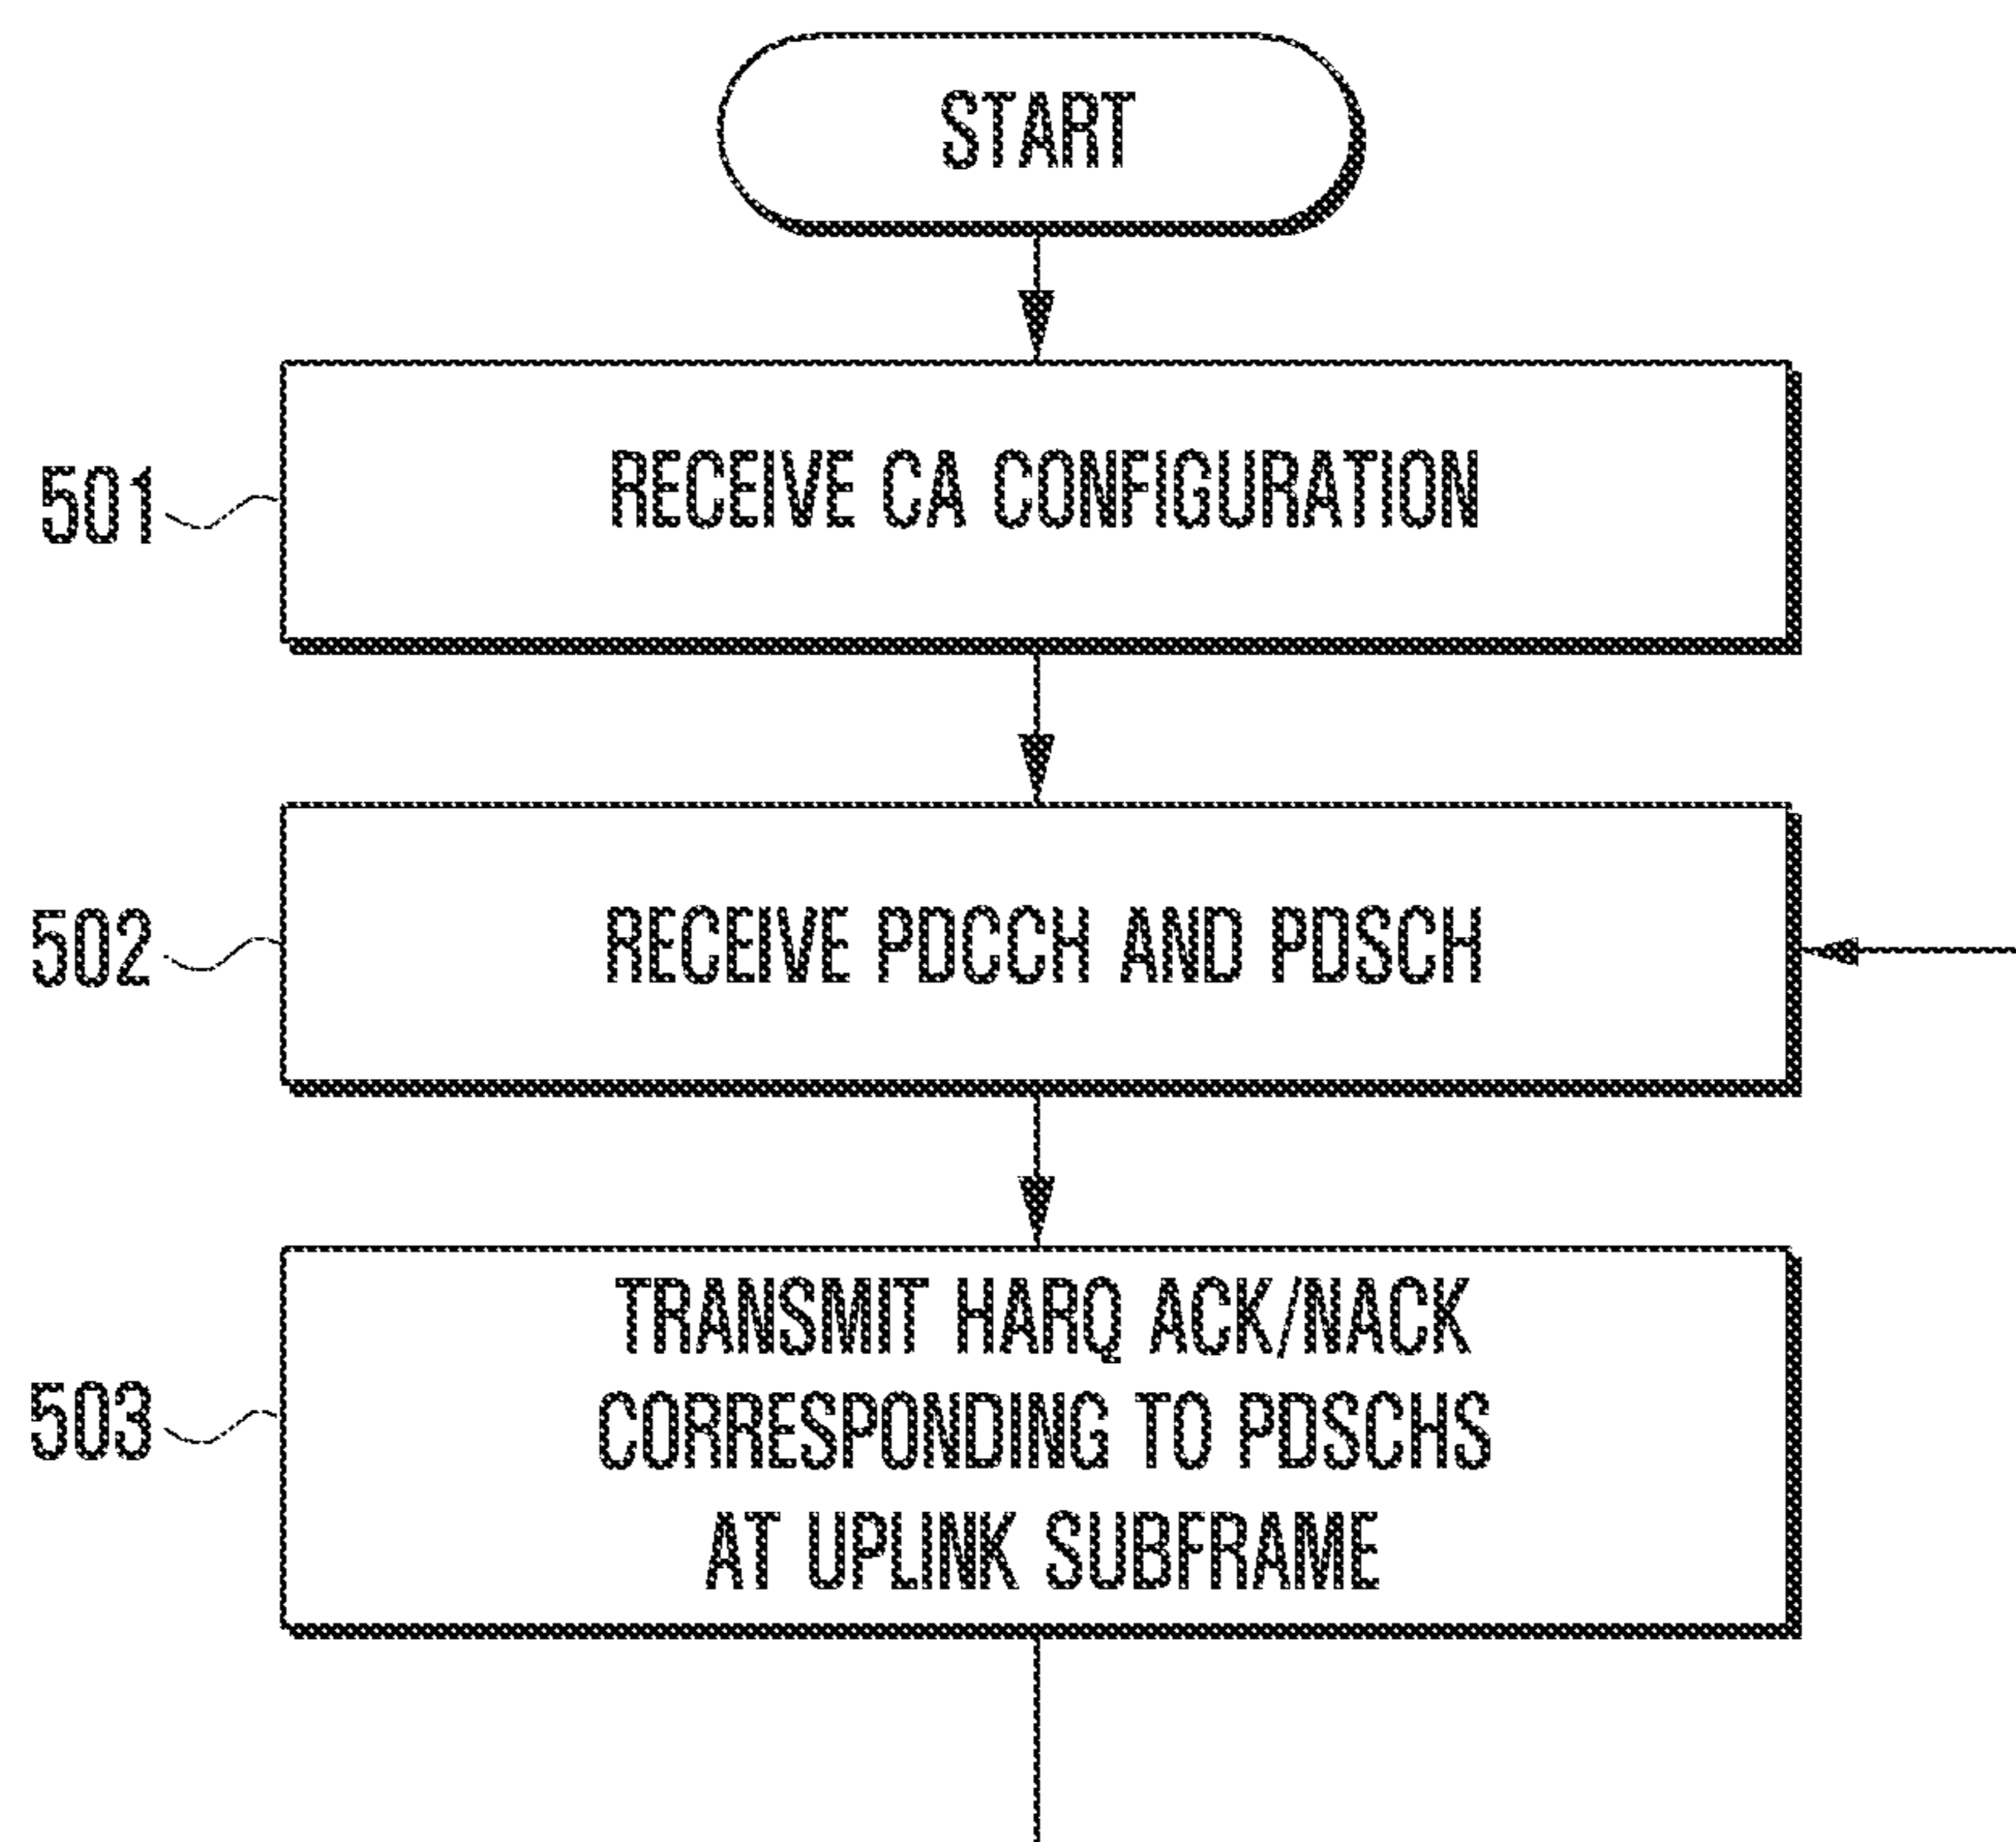 START
501
RECEIVE CA CONFIGURATION
502
RECEIVE PDCCH AND PDSCH
503
TRANSMIT HARQ ACK/NACK
CORRESPONDING TO PDSCHS
AT UPLINK SUBFRAME